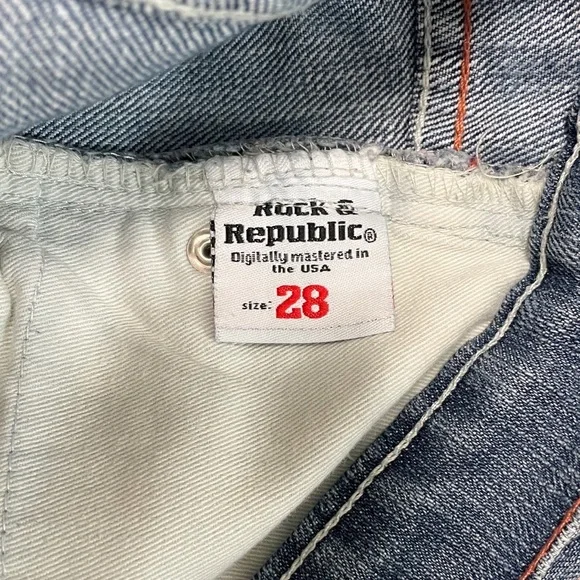 Rock &
Republic®
Digitally mastered in
the USA
size: 28